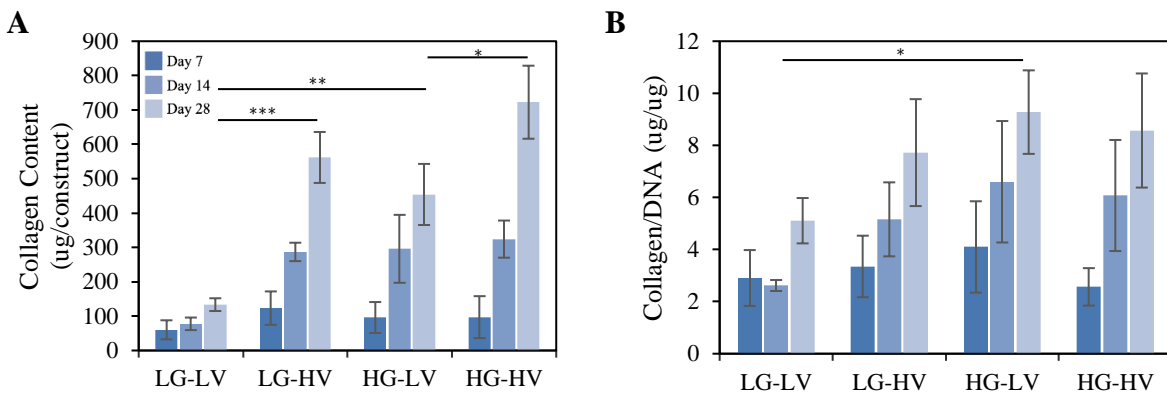 A
Collagen Content
(ug/construct)
900
800
700
600
500
400
300
200
100
0
Day 7
Day 14
Day 28
***
**
*
LG-LV LG-HV HG-LV HG-HV
B
Collagen/DNA (ug/ug)
12
10
8
6
4
2
0
*
LG-LV LG-HV HG-LV HG-HV